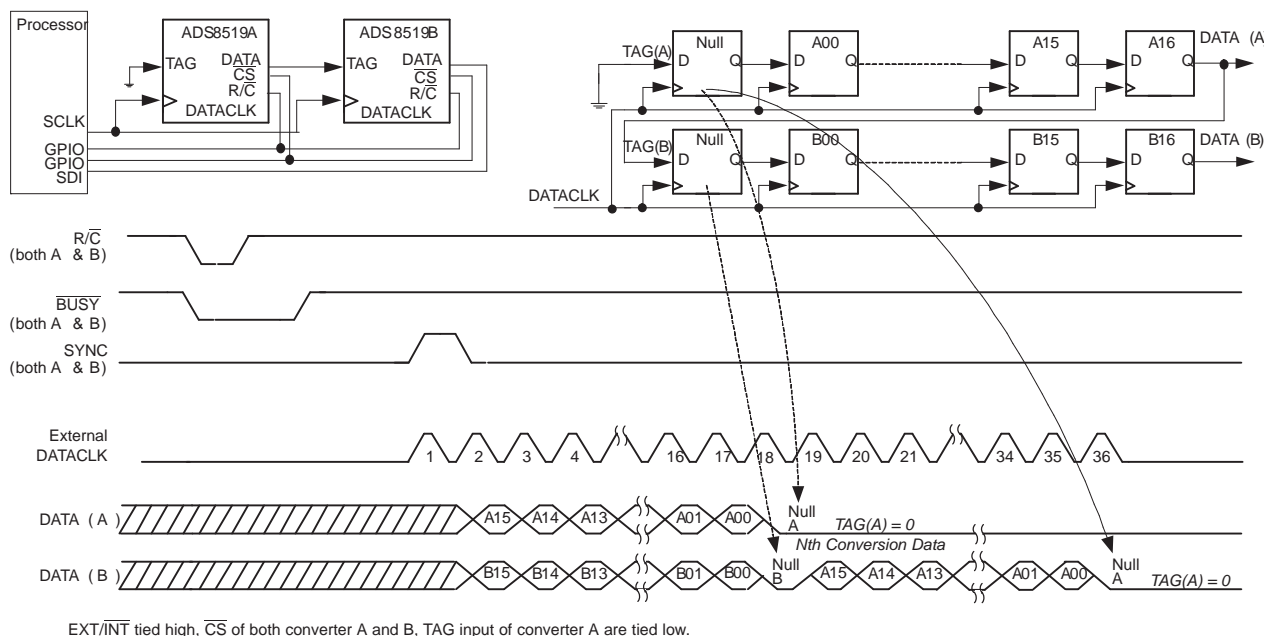 Processor
ADS8519A
TAG
DATA
CS
R/C
DATACLK
ADS8519B
TAG
DATA
CS
R/C
DATACLK
SCLK
GPIO
GPIO
SDI
TAG(A)
Null
D
Q
A00
D
Q
A15
D
Q
A16
D
Q
DATA (A
TAG(B)
Null
D
Q
B00
D
Q
B15
D
Q
B16
D
Q
DATA (B)
DATACLK
R/C
(both A & B)
BUSY
(both A & B)
SYNC
(both A & B)
External
DATACLK
1 2 3 4 16 17 18 19 20 21 34 35 36
DATA ( A )
A15 A14 A13 A01 A00
Null
A
TAG(A) = 0
Nth Conversion Data
DATA ( B )
B15 B14 B13 B01 B00
Null
B
A15 A14 A13 A01 A00
Null
A
TAG(A) = 0
EXT/INT tied high, CS of both converter A and B, TAG input of converter A are tied low.